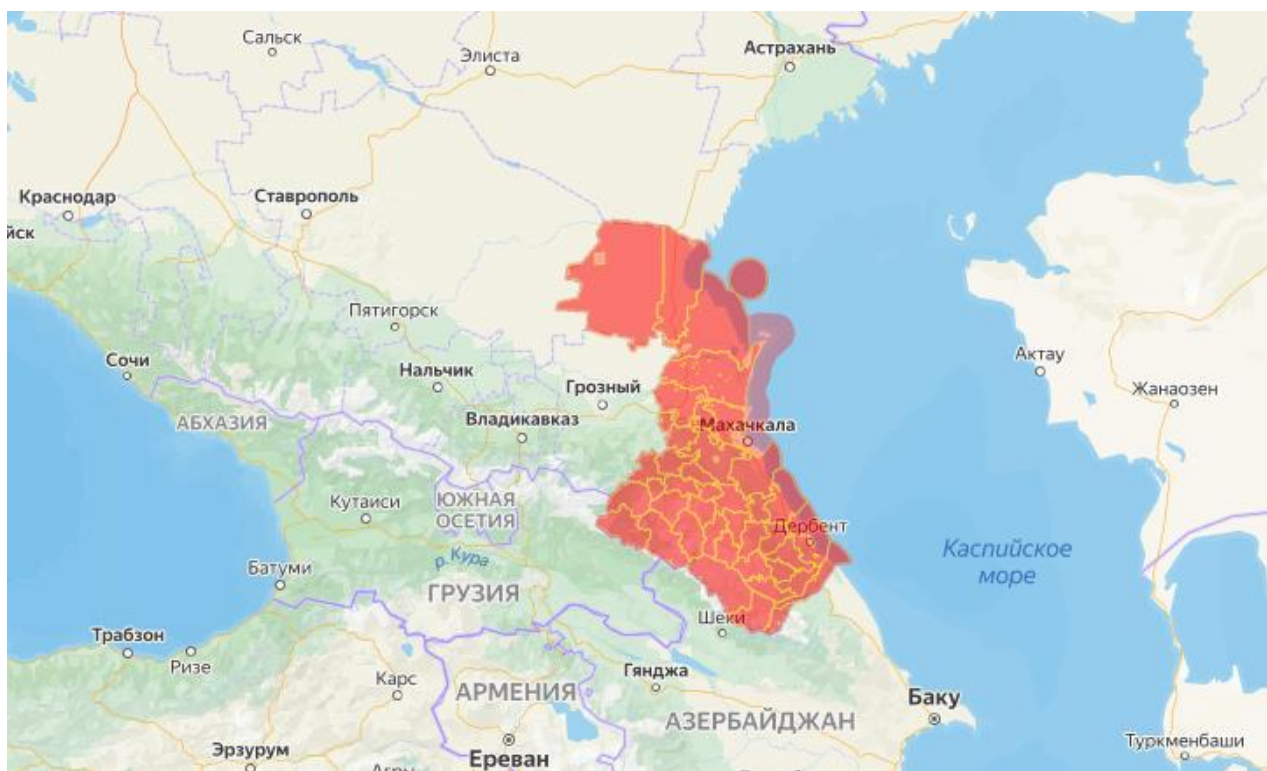 Сальск
Элиста
Астрахань
Краснодар
Ставрополь
йск
Пятигорск
Сочи
Нальчик
Грозный
Актау
Жанаозен
АБХАЗИЯ
Владикавказ
Махачкала
Кутаиси
ЮЖНАЯ
ОСЕТИЯ
Дербент
Каспийское
море
р. Кура
Батуми
ГРУЗИЯ
Шеки
Трабзон
Ризе
Карс
Гянджа
АРМЕНИЯ
АЗЕРБАЙДЖАН
Баку
Эрзурум
Ереван
Туркменбаши